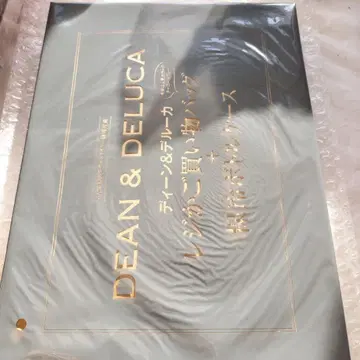 DEAN & DELUCA
ディーン&デルーカ
レジかご買い物バッグ
+
保冷ボトルケース